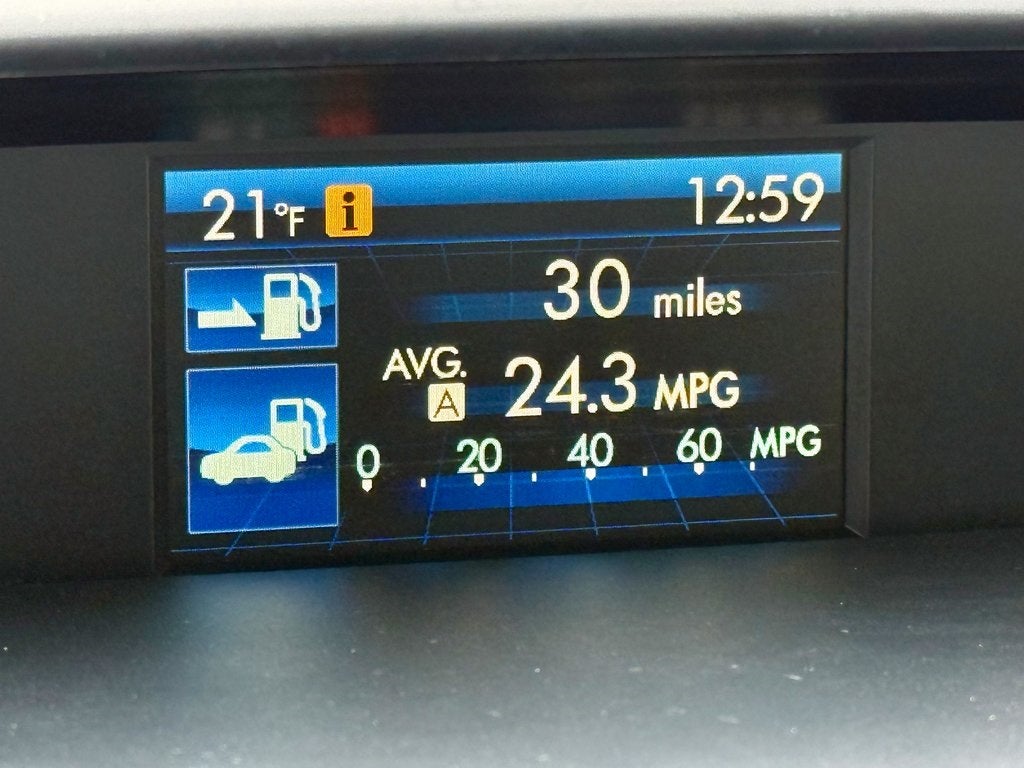 21°F i 12:59
30 miles
AVG.
A 24.3 MPG
0 20 40 60 MPG